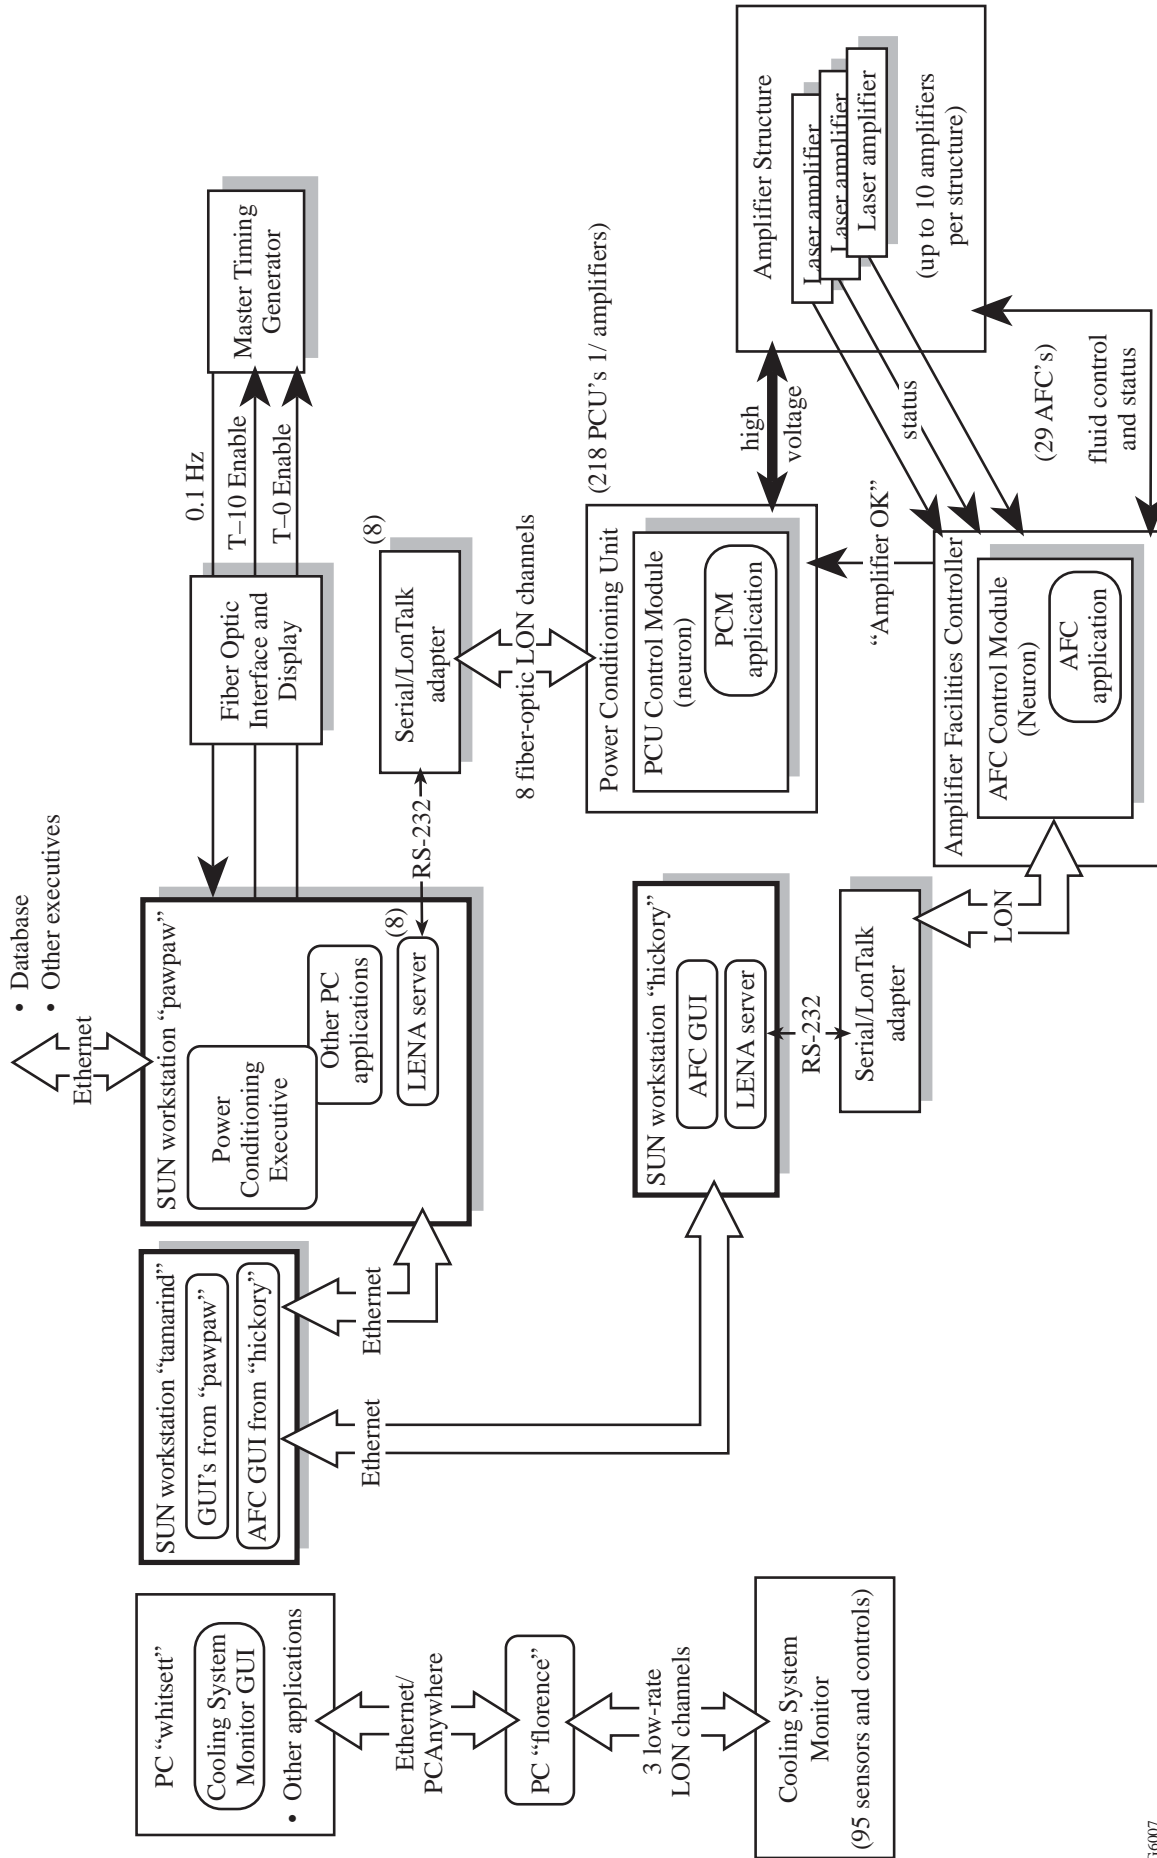 PC “whitsett”
Cooling System
Monitor GUI
• Other applications
Ethernet/
PCAnywhere
PC “florence”
3 low-rate
LON channels
Cooling System
Monitor
(95 sensors and controls)
SUN workstation “tamarind”
GUI's from “pawpaw”
AFC GUI from “hickory”
Ethernet
Ethernet
• Database
• Other executives
Ethernet
SUN workstation “pawpaw”
Power
Conditioning
Executive
Other PC
applications
LENA server
(8)
RS-232
SUN workstation “hickory”
AFC GUI
LENA server
RS-232
Serial/LonTalk
adapter
LON
Fiber Optic
Interface and
Display
0.1 Hz
T–10 Enable
T–0 Enable
Master Timing
Generator
Serial/LonTalk
adapter
(8)
8 fiber-optic LON channels
(218 PCU's 1/ amplifiers)
Power Conditioning Unit
PCU Control Module
(neuron)
PCM
application
high
voltage
“Amplifier OK”
Amplifier Facilities Controller
AFC Control Module
(Neuron)
AFC
application
Amplifier Structure
Laser amplifier
Laser amplifier
Laser amplifier
(up to 10 amplifiers
per structure)
status
(29 AFC's)
fluid control
and status